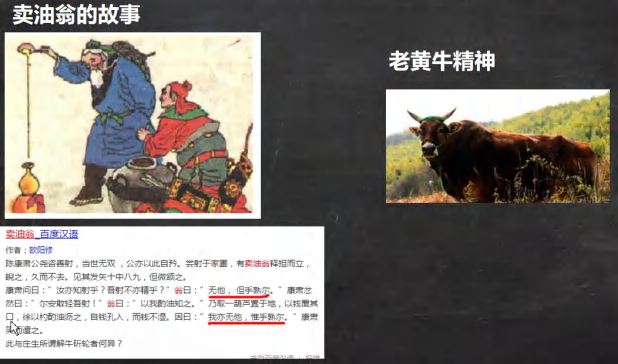 卖油翁的故事
老黄牛精神
卖油翁_百度汉语
作者：欧阳修
陈康肃公尧咨善射，当世无双 ，公亦以此自矜。尝射于家圃，有卖油翁释担而立，
睨之，久而不去。见其发矢十中八九，但微颔之。
康肃问曰：“ 汝亦知射乎？吾射不亦精乎？” 翁曰：“ 无他， 但手熟尔。” 康肃忿
然曰：“ 尔安敢轻吾射！” 翁曰：“ 以我酌油知之。” 乃取一葫芦置于地，以钱覆其
口，徐以杓酌油沥之，自钱孔入，而钱不湿。因曰：“ 我亦无他，惟手熟尔。” 康肃
遣之。
此与庄生所谓解牛斫轮者何异？